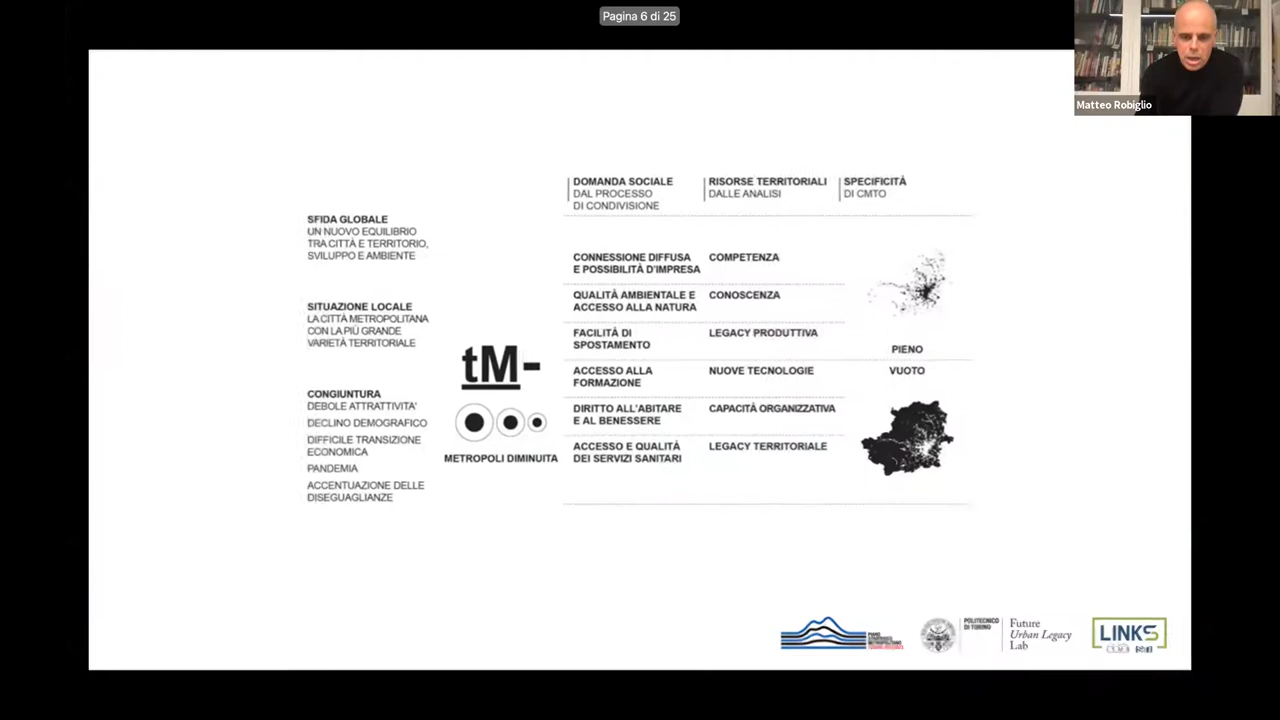 Pagina 6 di 25
Matteo Robiglio
SFIDA GLOBALE
UN NUOVO EQUILIBRIO
TRA CITTÀ E TERRITORIO,
SVILUPPO E AMBIENTE
SITUAZIONE LOCALE
LA CITTÀ METROPOLITANA
CON LA PIÙ GRANDE
VARIETÀ TERRITORIALE
CONGIUNTURA
DEBOLE ATTRATTIVITA'
DECLINO DEMOGRAFICO
DIFFICILE TRANSIZIONE
ECONOMICA
PANDEMIA
ACCENTUAZIONE DELLE
DISEGUAGLIANZE
tM-
METROPOLI DIMINUITA
DOMANDA SOCIALE
DAL PROCESSO
DI CONDIVISIONE
RISORSE TERRITORIALI
DALLE ANALISI
SPECIFICITÀ
DI CMTO
CONNESSIONE DIFFUSA
E POSSIBILITÀ D'IMPRESA
COMPETENZA
QUALITÀ AMBIENTALE E
ACCESSO ALLA NATURA
CONOSCENZA
FACILITÀ DI
SPOSTAMENTO
LEGACY PRODUTTIVA
ACCESSO ALLA
FORMAZIONE
NUOVE TECNOLOGIE
DIRITTO ALL'ABITARE
E AL BENESSERE
CAPACITÀ ORGANIZZATIVA
ACCESSO E QUALITÀ
DEI SERVIZI SANITARI
LEGACY TERRITORIALE
PIENO
VUOTO
POLITECNICO
DI TORINO
Future
Urban Legacy
Lab
LINKS